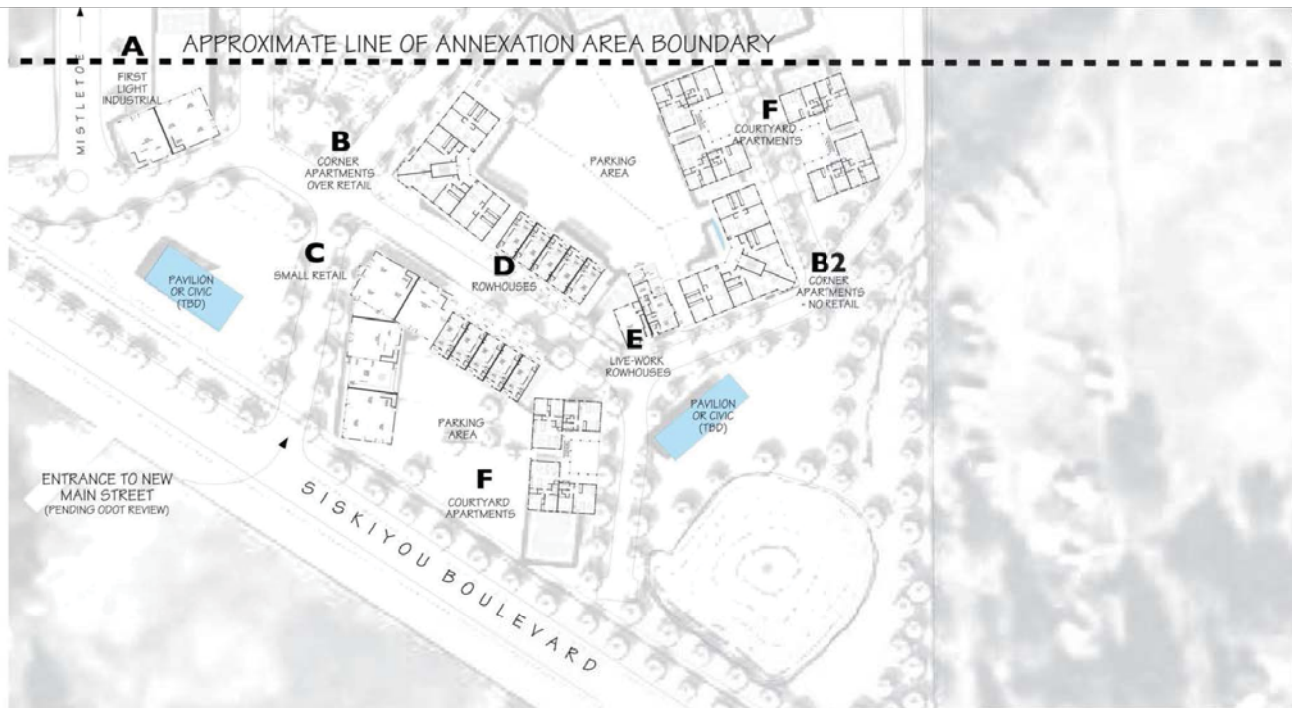 APPROXIMATE LINE OF ANNEXATION AREA BOUNDARY
MISTLETOE
A
FIRST
LIGHT
INDUSTRIAL
B
CORNER
APARTMENTS
OVER RETAIL
PARKING
AREA
F
COURTYARD
APARTMENTS
C
SMALL RETAIL
D
ROWHOUSES
B2
CORNER
APARTMENTS
- NO RETAIL
PAVILION
OR CIVIC
(TBD)
E
LIVE-WORK
ROWHOUSES
PAVILION
OR CIVIC
(TBD)
PARKING
AREA
ENTRANCE TO NEW
MAIN STREET
(PENDING ODOT REVIEW)
F
COURTYARD
APARTMENTS
SISKIYOU BOULEVARD